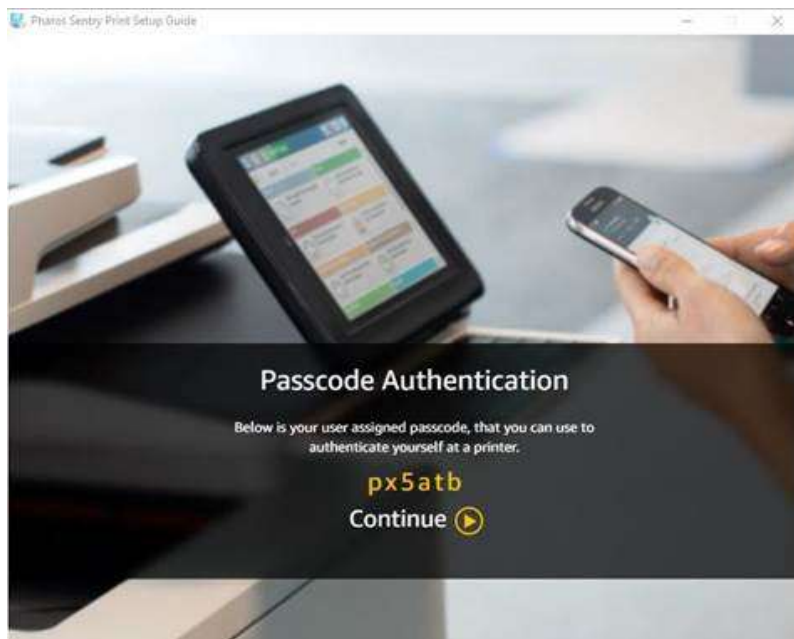 Pharos Sentry Print Setup Guide
Passcode Authentication
Below is your user assigned passcode, that you can use to
authenticate yourself at a printer.
px5atb
Continue